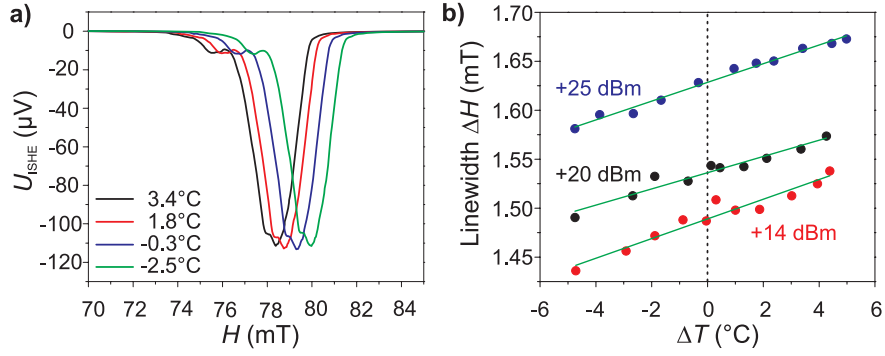 a)
0
-20
-40
-60
-80
-100
-120
U_ISHE (µV)
3.4°C
1.8°C
-0.3°C
-2.5°C
70 72 74 76 78 80 82 84
H (mT)
b)
1.70
1.65
1.60
1.55
1.50
1.45
Linewidth ΔH (mT)
+25 dBm
+20 dBm
+14 dBm
-6 -4 -2 0 2 4 6
ΔT (°C)